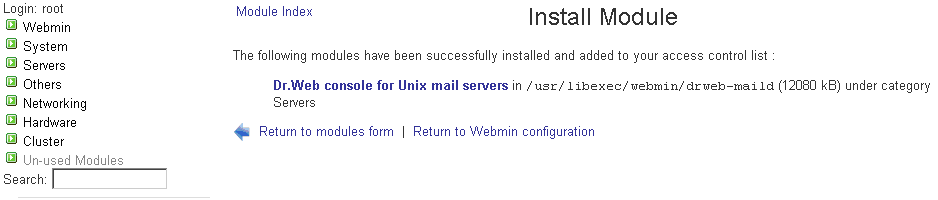 Login: root
Webmin
System
Servers
Others
Networking
Hardware
Cluster
Un-used Modules
Search:
Module Index
Install Module
The following modules have been successfully installed and added to your access control list :
Dr.Web console for Unix mail servers in /usr/libexec/webmin/drweb-maild (12080 kB) under category
Servers
Return to modules form | Return to Webmin configuration